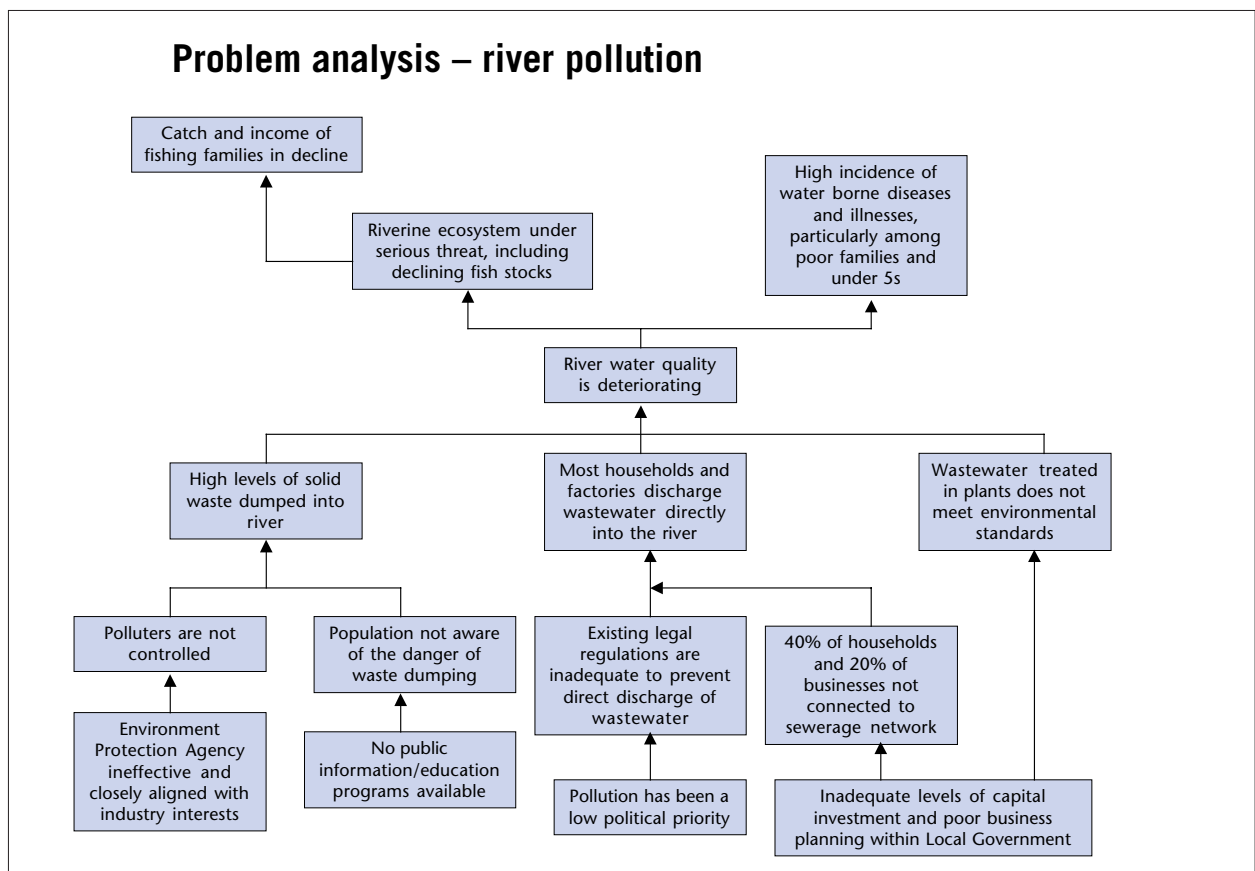 Problem analysis – river pollution
Catch and income of
fishing families in decline
High incidence of
water borne diseases
and illnesses,
particularly among
poor families and
under 5s
Riverine ecosystem under
serious threat, including
declining fish stocks
River water quality
is deteriorating
High levels of solid
waste dumped into
river
Most households and
factories discharge
wastewater directly
into the river
Wastewater treated
in plants does not
meet environmental
standards
Polluters are not
controlled
Population not aware
of the danger of
waste dumping
Existing legal
regulations are
inadequate to prevent
direct discharge of
wastewater
40% of households
and 20% of
businesses not
connected to
sewerage network
Environment
Protection Agency
ineffective and
closely aligned with
industry interests
No public
information/education
programs available
Pollution has been a
low political priority
Inadequate levels of capital
investment and poor business
planning within Local Government